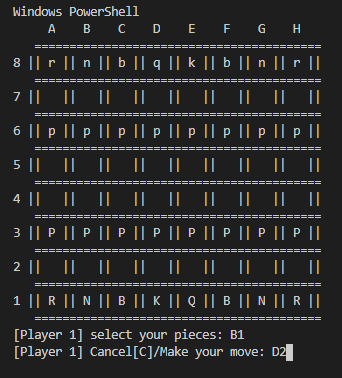 Windows PowerShell
A B C D E F G H
=========================================
8 || r || n || b || q || k || b || n || r ||
=========================================
7 || || || || || || || || ||
=========================================
6 || p || p || p || p || p || p || p || p ||
=========================================
5 || || || || || || || || ||
=========================================
4 || || || || || || || || ||
=========================================
3 || P || P || P || P || P || P || P || P ||
=========================================
2 || || || || || || || || ||
=========================================
1 || R || N || B || K || Q || B || N || R ||
=========================================
[Player 1] select your pieces: B1
[Player 1] Cancel[C]/Make your move: D2